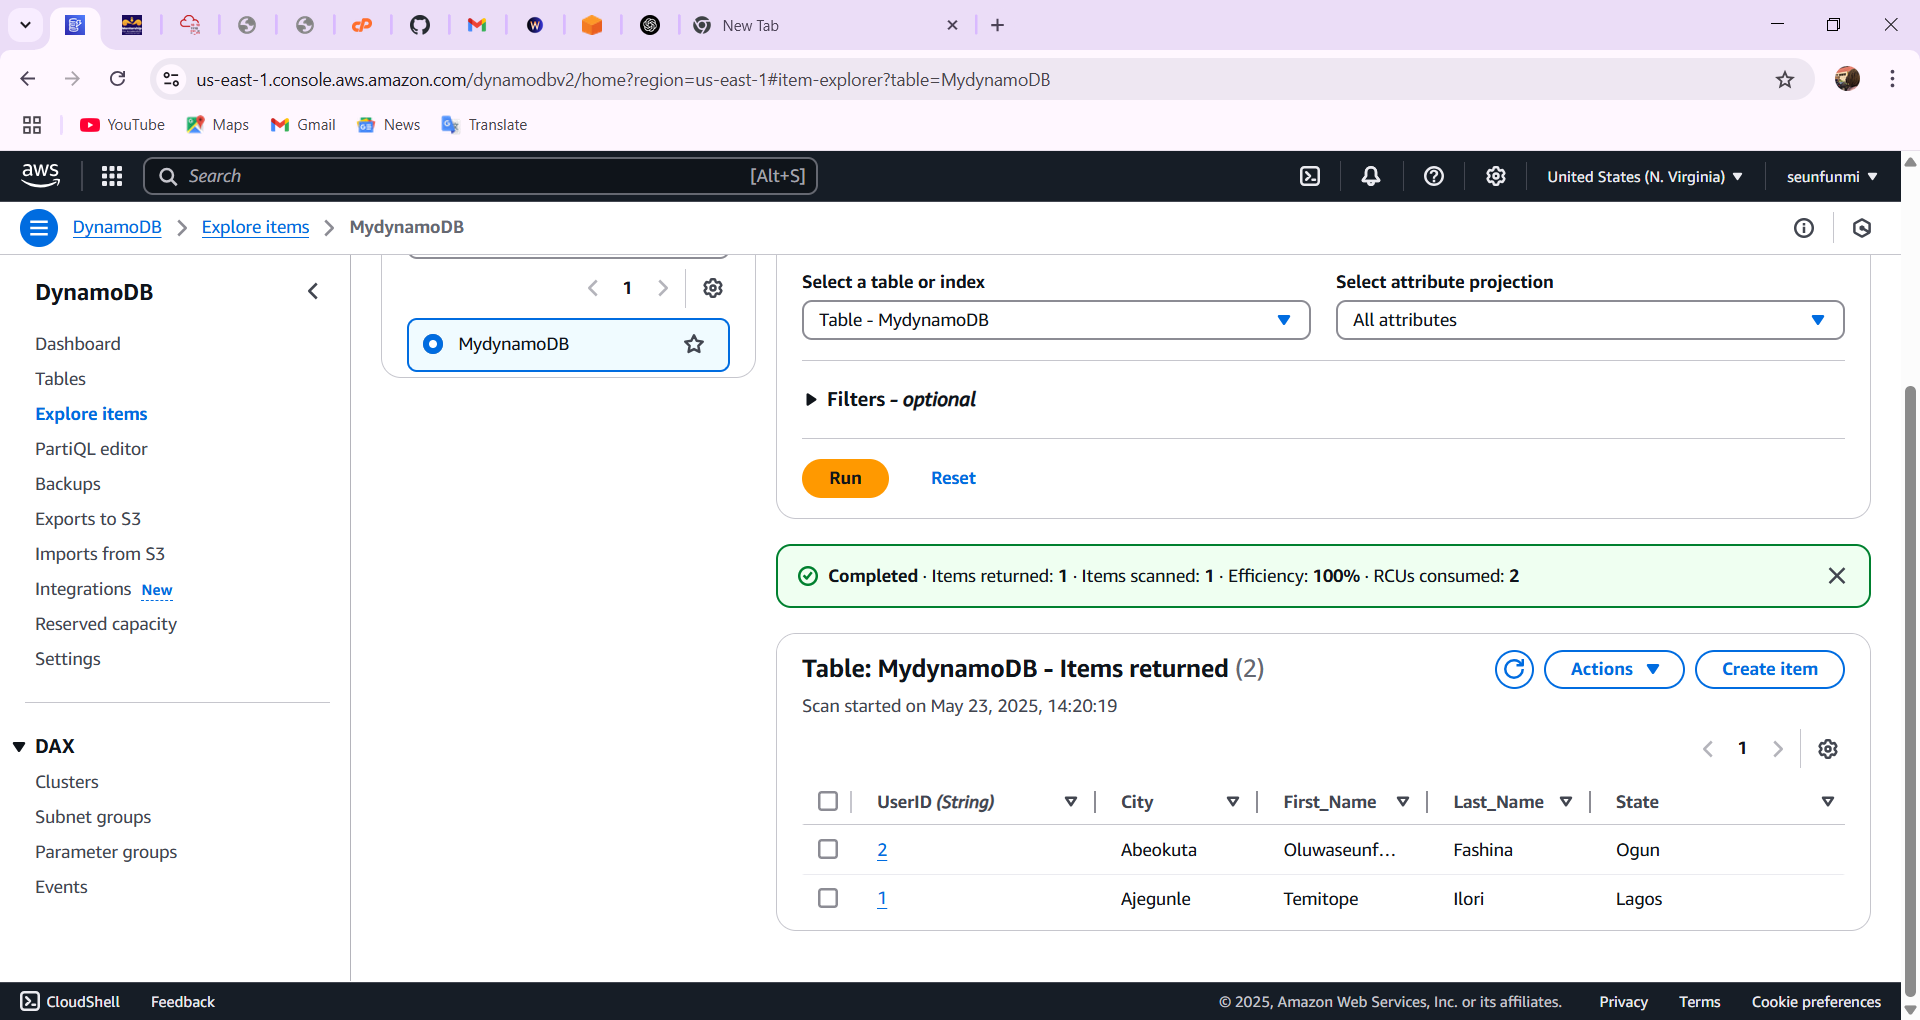 New Tab
us-east-1.console.aws.amazon.com/dynamodbv2/home?region=us-east-1#item-explorer?table=MydynamoDB
YouTube Maps Gmail News Translate
aws Search [Alt+S] United States (N. Virginia) seunfunmi
DynamoDB Explore items MydynamoDB
DynamoDB
Dashboard
Tables
Explore items
PartiQL editor
Backups
Exports to S3
Imports from S3
Integrations New
Reserved capacity
Settings
DAX
Clusters
Subnet groups
Parameter groups
Events
1
MydynamoDB
Select a table or index Select attribute projection
Table - MydynamoDB All attributes
Filters - optional
Run Reset
Completed · Items returned: 1 · Items scanned: 1 · Efficiency: 100% · RCUs consumed: 2
Table: MydynamoDB - Items returned (2) Actions Create item
Scan started on May 23, 2025, 14:20:19
1
UserID (String) City First_Name Last_Name State
2 Abeokuta Oluwaseunf... Fashina Ogun
1 Ajegunle Temitope Ilori Lagos
CloudShell Feedback © 2025, Amazon Web Services, Inc. or its affiliates. Privacy Terms Cookie preferences